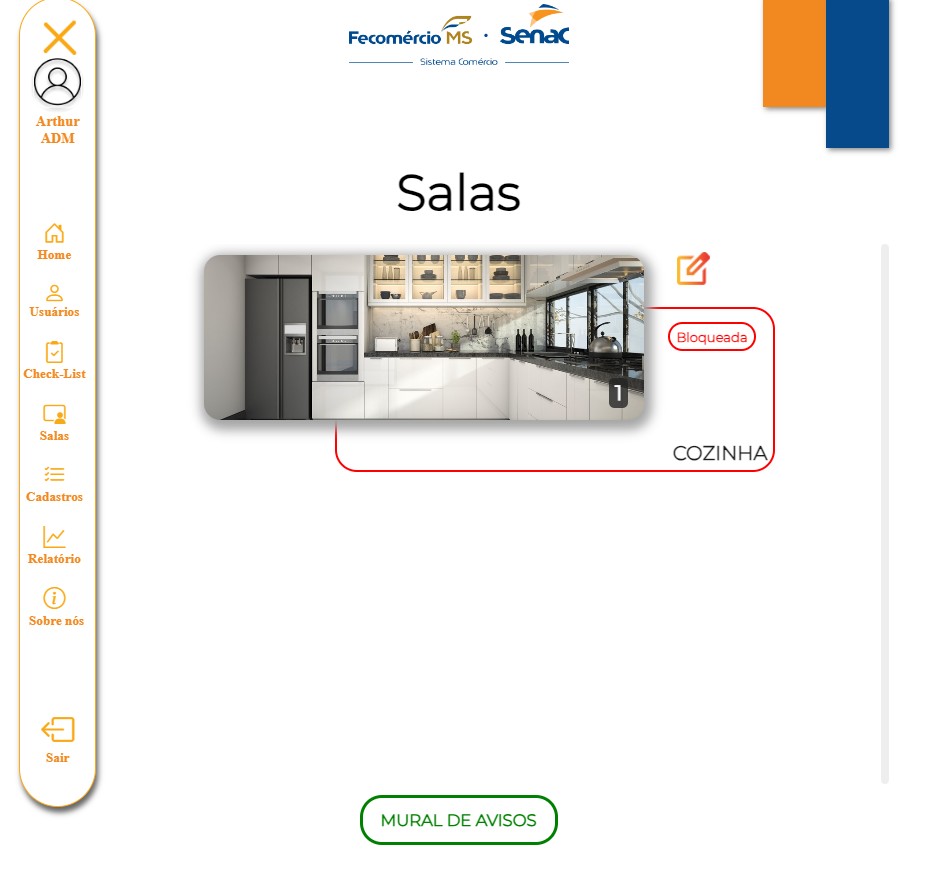 Fecomércio MS · Senac
Sistema Comércio
Arthur
ADM
Home
Usuários
Check-List
Salas
Cadastros
Relatório
Sobre nós
Sair
Salas
Bloqueada
1
COZINHA
MURAL DE AVISOS